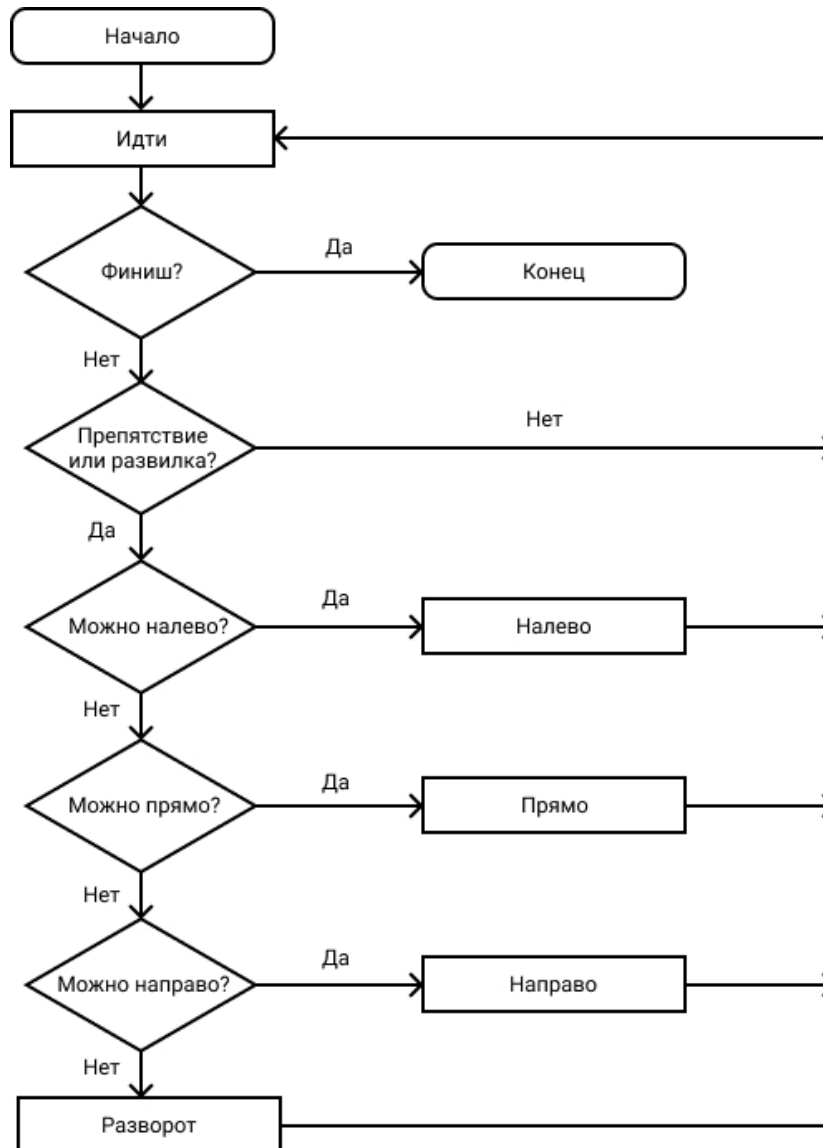 Начало
Идти
Финиш?
Да
Конец
Нет
Препятствие
или развилка?
Нет
Да
Можно налево?
Да
Налево
Нет
Можно прямо?
Да
Прямо
Нет
Можно направо?
Да
Направо
Нет
Разворот